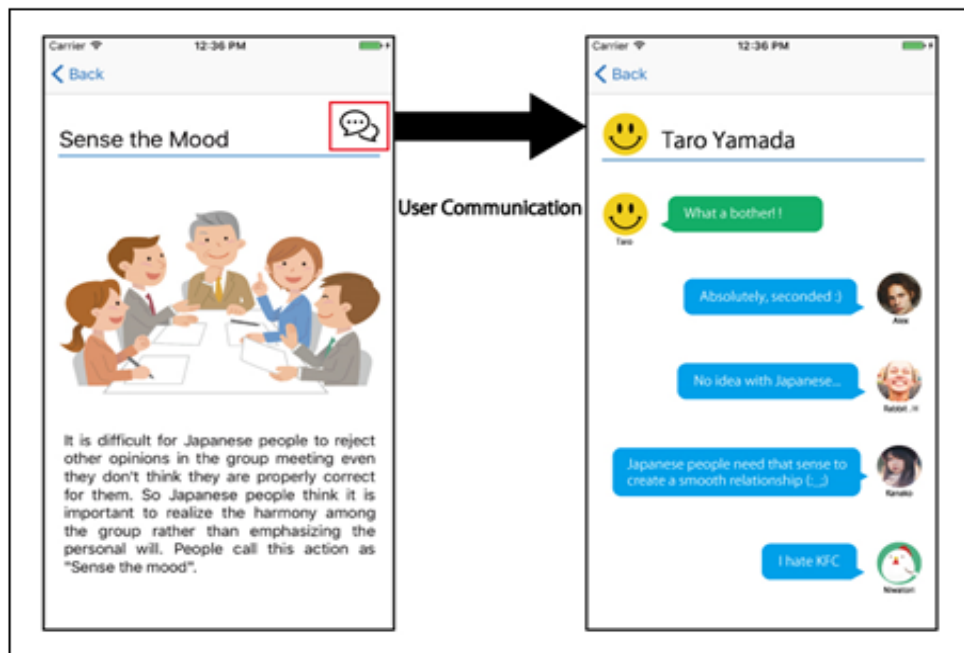 Carrier 12:36 PM
Back
Sense the Mood
It is difficult for Japanese people to reject
other opinions in the group meeting even
they don't think they are properly correct
for them. So Japanese people think it is
important to realize the harmony among
the group rather than emphasizing the
personal will. People call this action as
"Sense the mood".
User Communication
Carrier 12:36 PM
Back
Taro Yamada
What a bother! !
Taro
Absolutely, seconded :)
Alex
No idea with Japanese...
Rabbit . H
Japanese people need that sense to
create a smooth relationship (:_;)
Kanako
I hate KFC
Niwatori